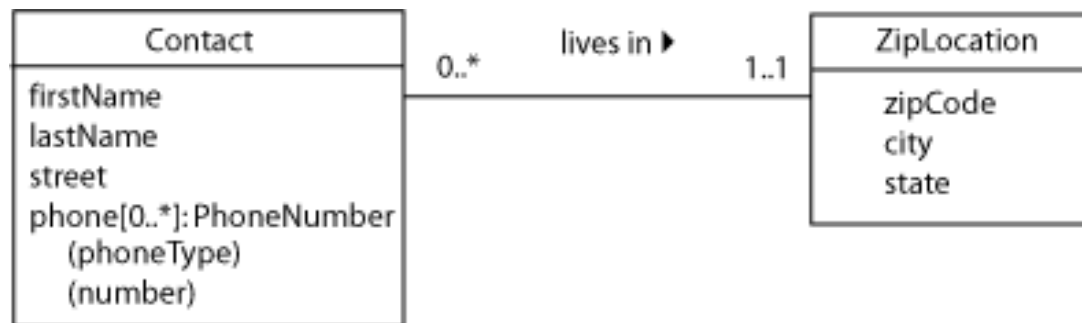 Contact
firstName
lastName
street
phone[0..*]:PhoneNumber
(phoneType)
(number)
0..*
lives in ▶
1..1
ZipLocation
zipCode
city
state